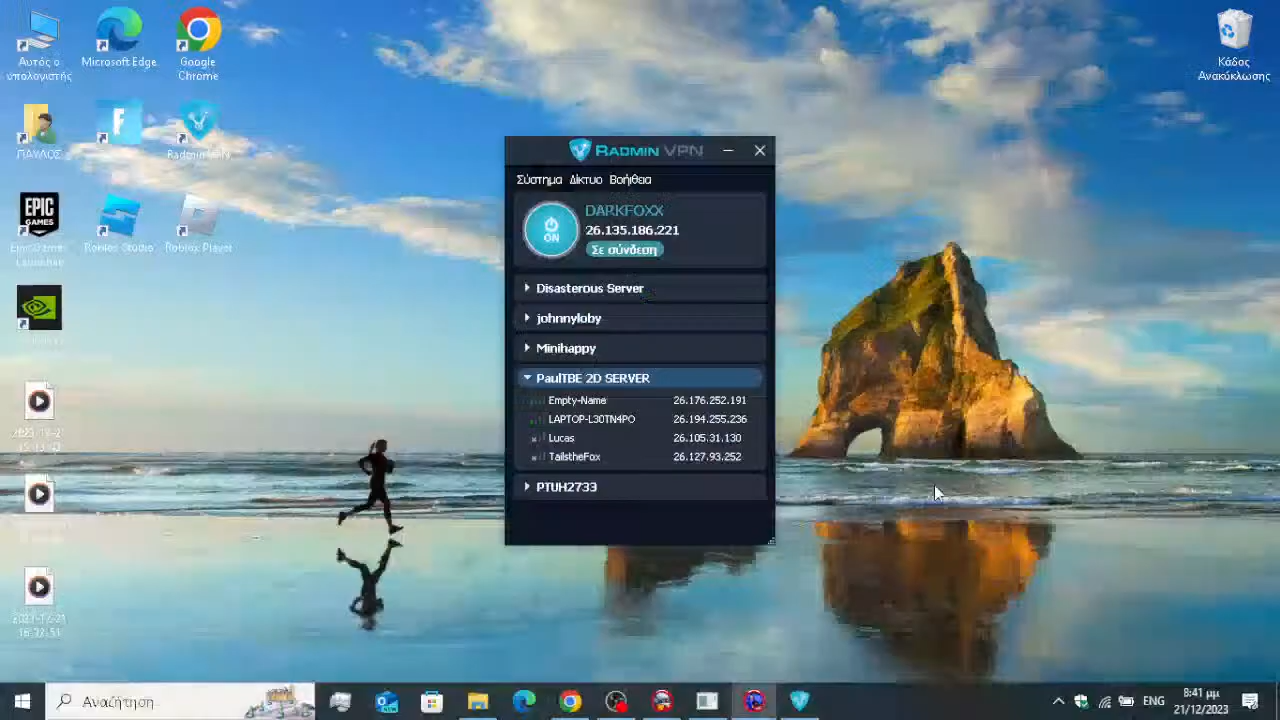 Αυτός ο
υπολογιστής
Microsoft Edge
Google
Chrome
Κάδος
Ανακύκλωσης
ΠΑΥΛΟΣ
Radmin VPN
EPIC
GAMES
Roblox Studio
Roblox Player
RADMIN VPN
Σύστημα Δίκτυο Βοήθεια
ON
DARKFOXX
26.135.186.221
Σε σύνδεση
Disasterous Server
johnnyloby
Minihappy
PaulTBE 2D SERVER
Empty-Name 26.176.252.191
LAPTOP-L30TN4PO 26.194.255.236
Lucas 26.105.31.130
TailstheFox 26.127.93.252
PTUH2733
Αναζήτηση
ENG
8:41 μμ
21/12/2023